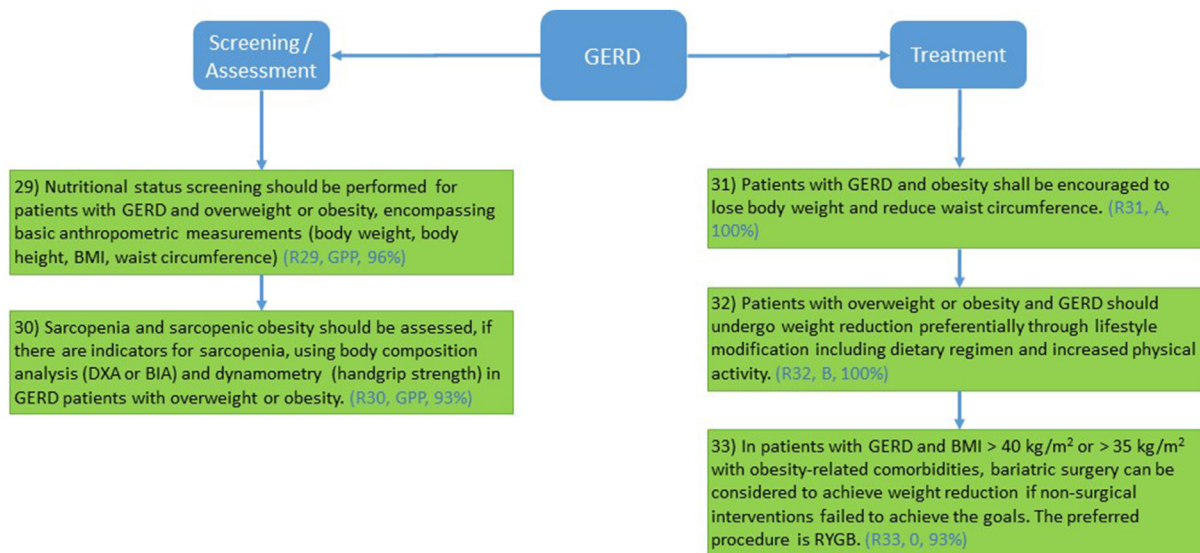 Screening /
Assessment
GERD
Treatment
29) Nutritional status screening should be performed for
patients with GERD and overweight or obesity, encompassing
basic anthropometric measurements (body weight, body
height, BMI, waist circumference) (R29, GPP, 96%)
30) Sarcopenia and sarcopenic obesity should be assessed, if
there are indicators for sarcopenia, using body composition
analysis (DXA or BIA) and dynamometry (handgrip strength) in
GERD patients with overweight or obesity. (R30, GPP, 93%)
31) Patients with GERD and obesity shall be encouraged to
lose body weight and reduce waist circumference. (R31, A,
100%)
32) Patients with overweight or obesity and GERD should
undergo weight reduction preferentially through lifestyle
modification including dietary regimen and increased physical
activity. (R32, B, 100%)
33) In patients with GERD and BMI > 40 kg/m² or > 35 kg/m²
with obesity-related comorbidities, bariatric surgery can be
considered to achieve weight reduction if non-surgical
interventions failed to achieve the goals. The preferred
procedure is RYGB. (R33, 0, 93%)